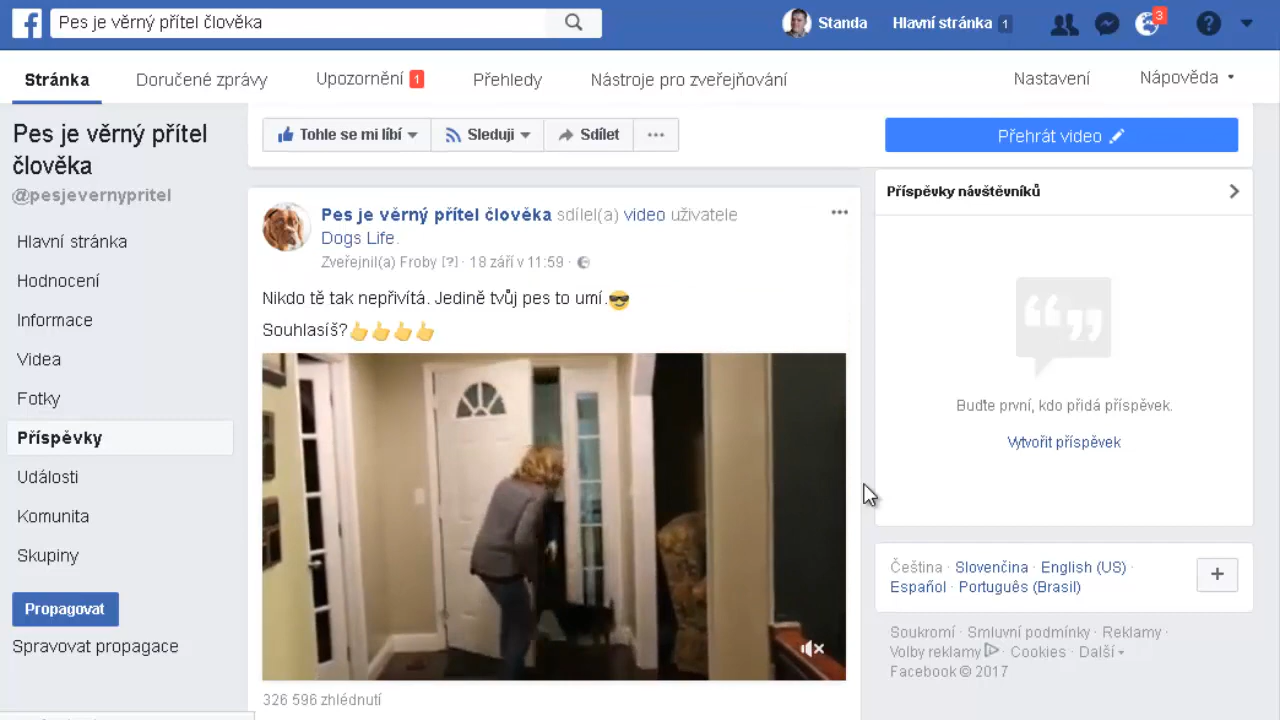 Pes je věrný přítel člověka
Standa
Hlavní stránka 1
3
?
Stránka
Doručené zprávy
Upozornění 1
Přehledy
Nástroje pro zveřejňování
Nastavení
Nápověda
Pes je věrný přítel
člověka
@pesjevernypritel
Hlavní stránka
Hodnocení
Informace
Videa
Fotky
Příspěvky
Události
Komunita
Skupiny
Propagovat
Spravovat propagace
Tohle se mi líbí
Sleduji
Sdílet
Přehrát video
Pes je věrný přítel člověka sdílel(a) video uživatele
Dogs Life.
Zveřejnil(a) Froby [?] · 18 září v 11:59 ·
Nikdo tě tak nepřivítá. Jedině tvůj pes to umí.😎
Souhlasíš?👍👍👍👍
326 596 zhlédnutí
Příspěvky návštěvníků
Buďte první, kdo přidá příspěvek.
Vytvořit příspěvek
Čeština · Slovenčina · English (US) ·
Español · Português (Brasil)
Soukromí · Smluvní podmínky · Reklamy ·
Volby reklamy · Cookies · Další
Facebook © 2017